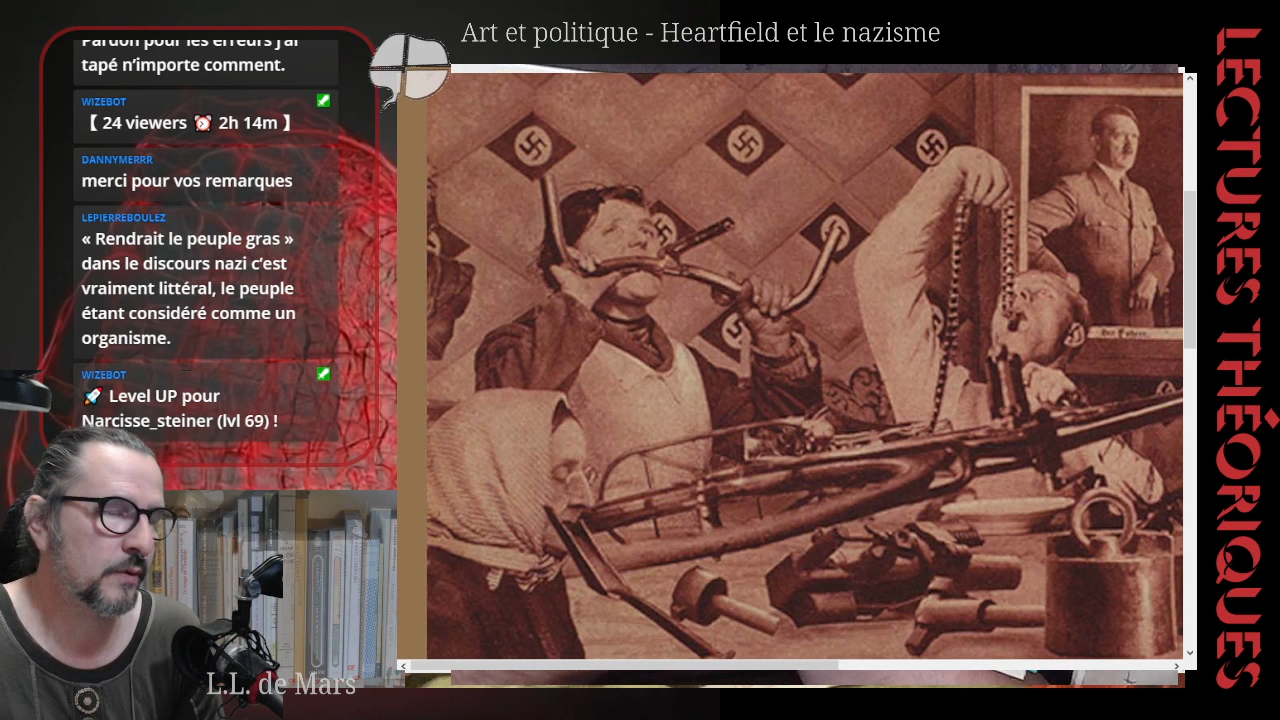 Art et politique - Heartfield et le nazisme
Pardon pour les erreurs j'ai
tapé n'importe comment.
WIZEBOT
【 24 viewers ⏰ 2h 14m 】
DANNYMERRR
merci pour vos remarques
LEPIERREBOULEZ
« Rendrait le peuple gras »
dans le discours nazi c'est
vraiment littéral, le peuple
étant considéré comme un
organisme.
WIZEBOT
🚀 Level UP pour
Narcisse_steiner (lvl 69) !
L.L. de Mars
LECTURES THÉORIQUES